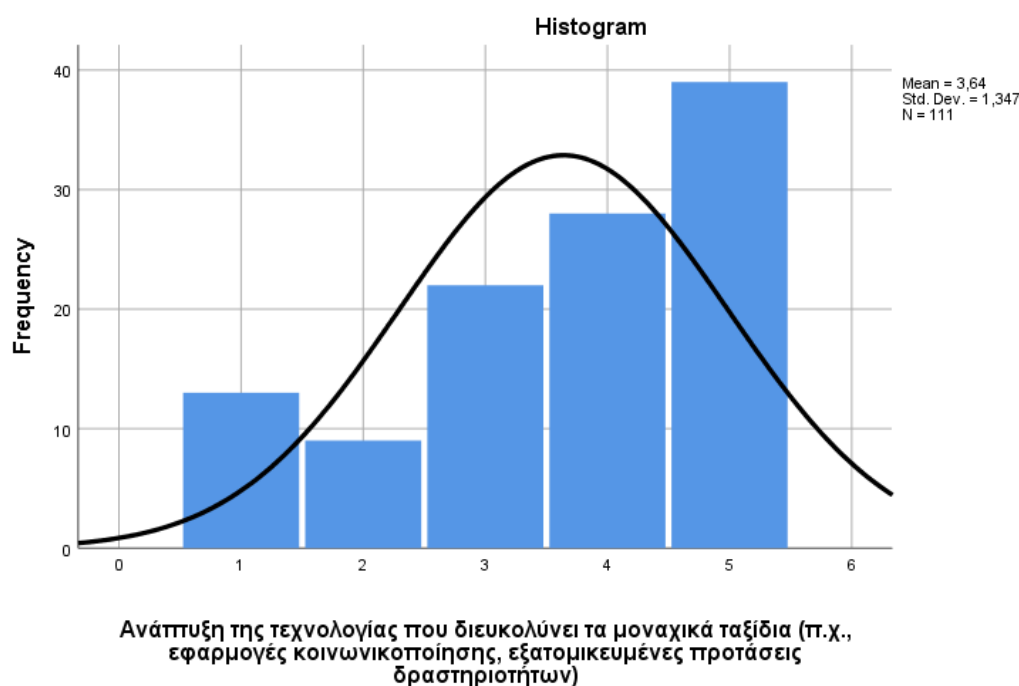 Histogram
Mean = 3,64
Std. Dev. = 1,347
N = 111
Frequency
40
30
20
10
0
0 1 2 3 4 5 6
Ανάπτυξη της τεχνολογίας που διευκολύνει τα μοναχικά ταξίδια (π.χ.,
εφαρμογές κοινωνικοποίησης, εξατομικευμένες προτάσεις
δραστηριοτήτων)